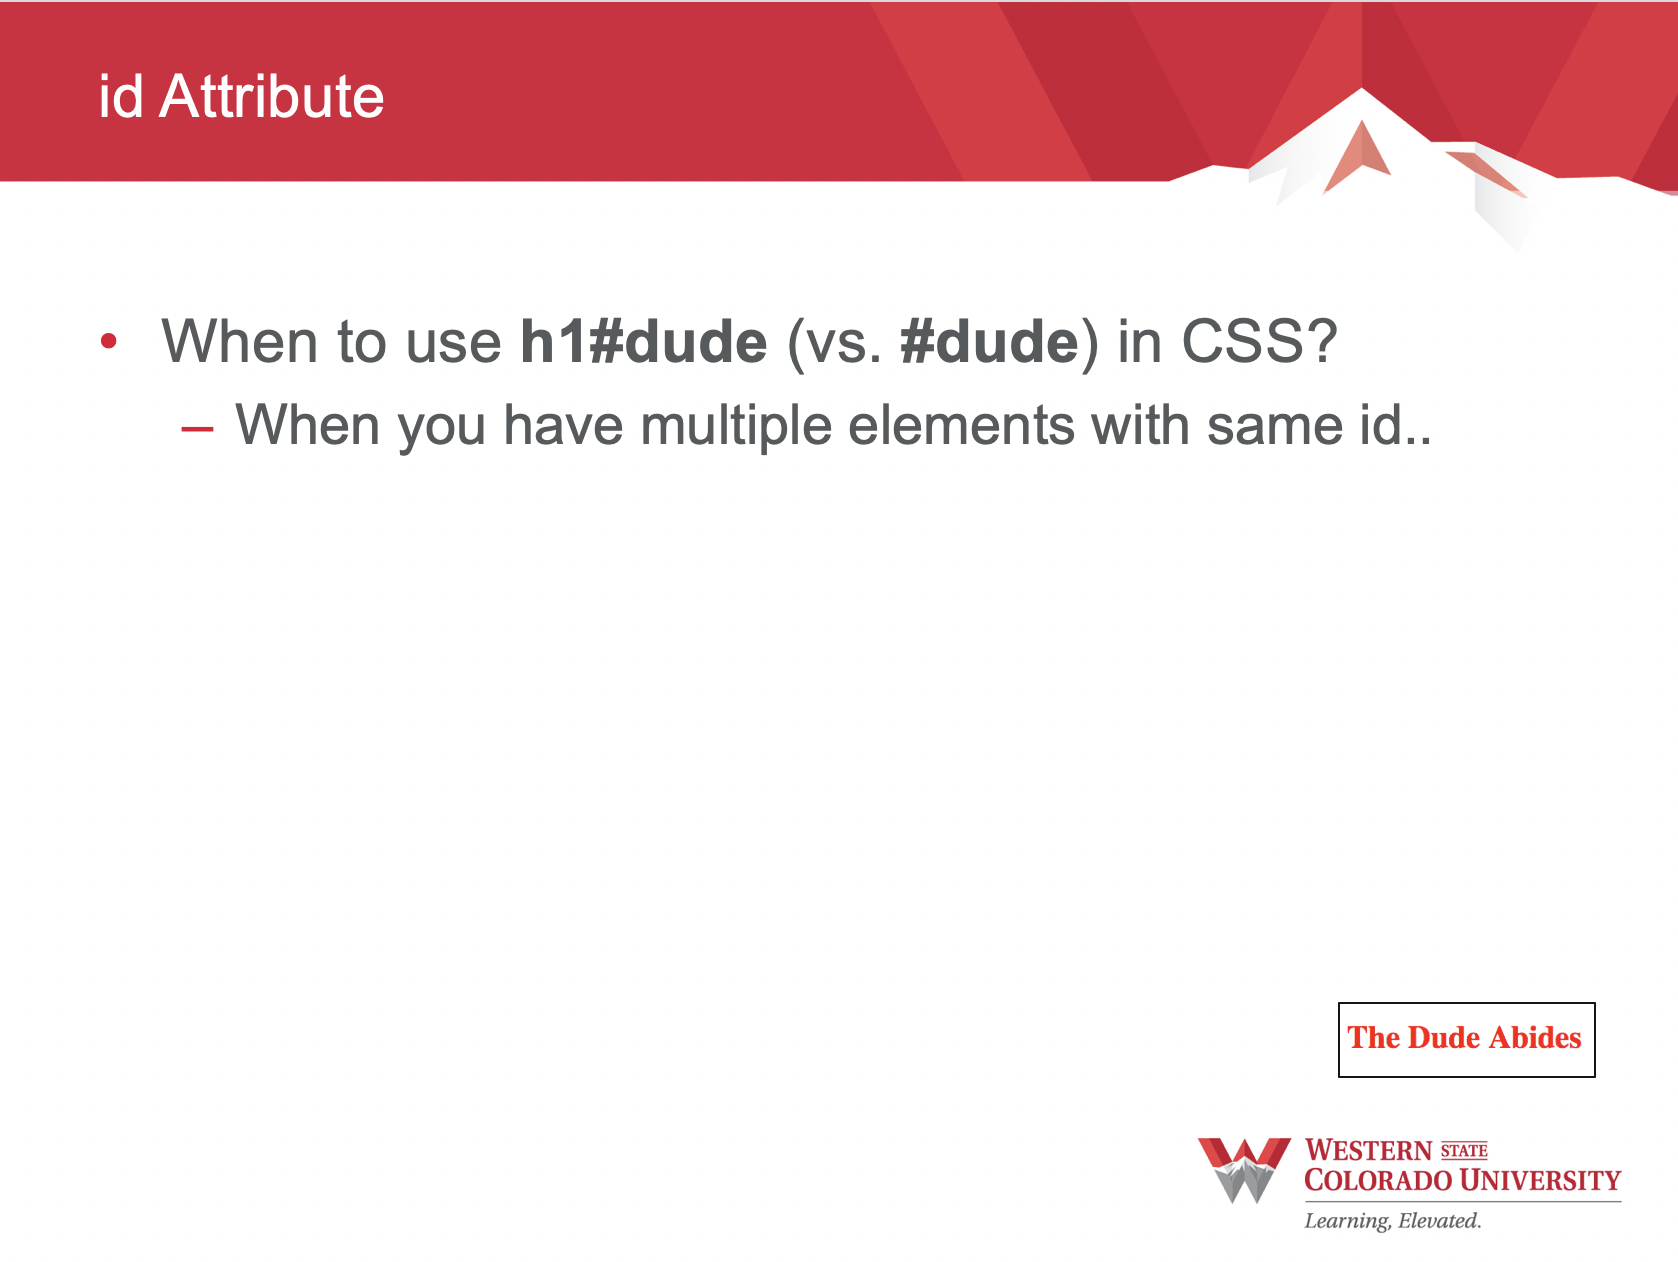 id Attribute
• When to use h1#dude (vs. #dude) in CSS?
– When you have multiple elements with same id..
The Dude Abides
WESTERN STATE
COLORADO UNIVERSITY
Learning, Elevated.